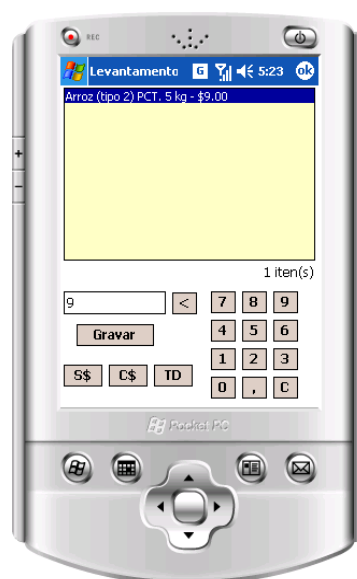 REC
Levantamento G 5:23 ok
Arroz (tipo 2) PCT. 5 kg - $9.00
1 iten(s)
9 < 7 8 9
Gravar 4 5 6
1 2 3
S$ C$ TD
0 , C
Pocket PC
+
-